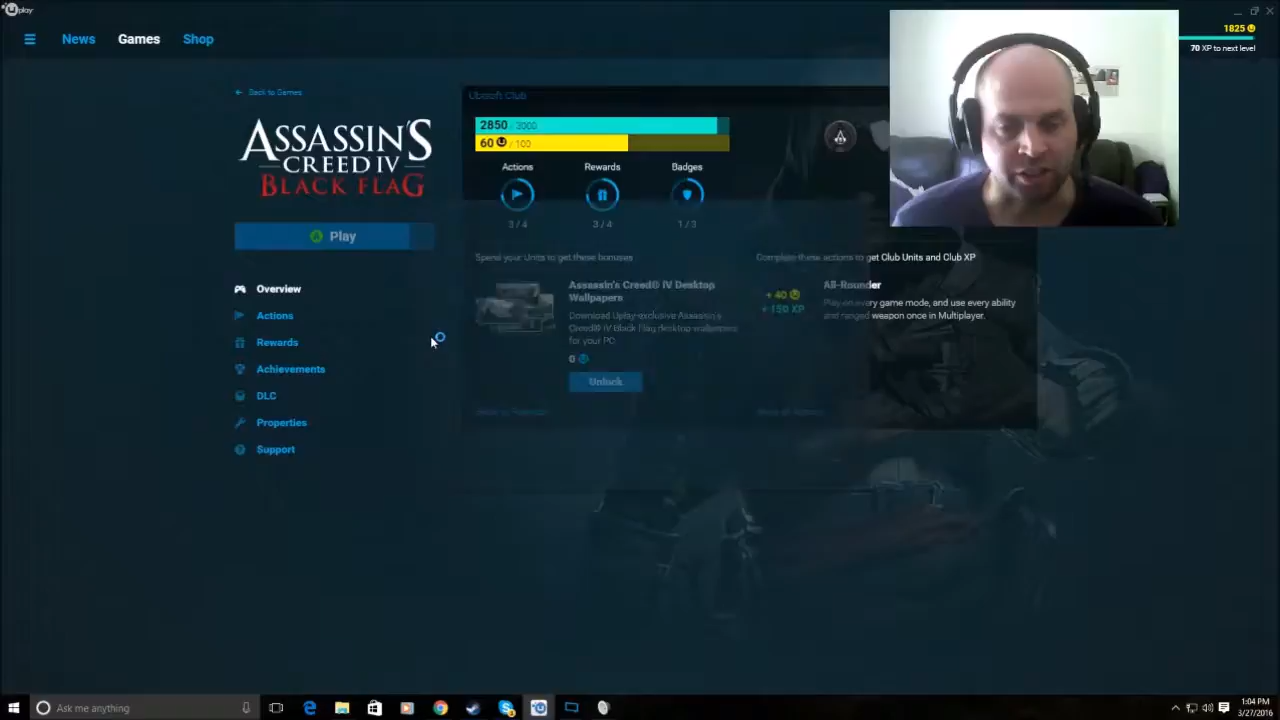 uplay
News
Games
Shop
1825
70 XP to next level
Back to Games
Ubisoft Club
ASSASSIN'S
CREED IV
BLACK FLAG
2850 / 3000
60 / 100
Actions
Rewards
Badges
3 / 4
3 / 4
1 / 3
Play
Spend your Units to get these bonuses
Assassin's Creed® IV Desktop
Wallpapers
Download Uplay-exclusive Assassin's
Creed® IV Black Flag desktop wallpapers
for your PC
0
Unlock
Complete these actions to get Club Units and Club XP
+ 40
+ 150 XP
All-Rounder
Play on every game mode, and use every ability
and ranged weapon once in Multiplayer.
Overview
Actions
Rewards
Achievements
DLC
Properties
Support
Ask me anything
1:04 PM
3/27/2016